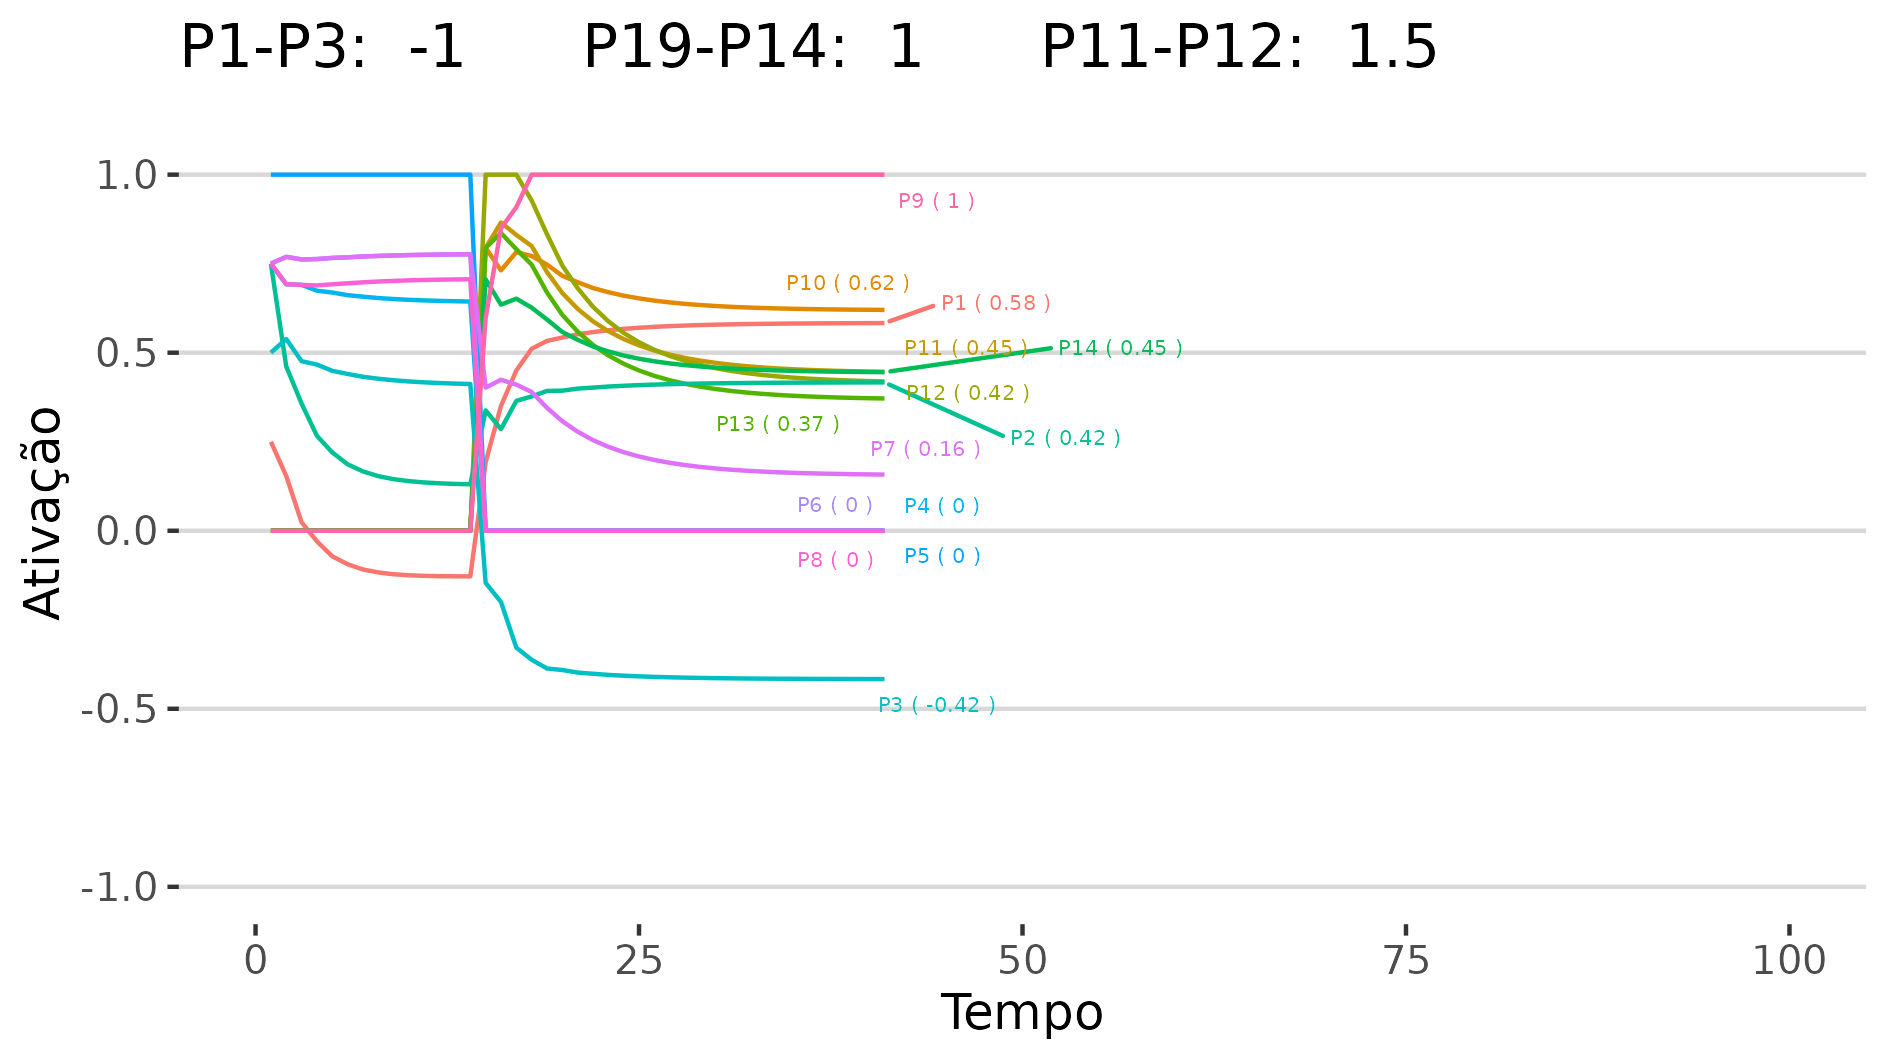 P1-P3:  -1      P19-P14:  1      P11-P12:  1.5
1.0
P9 ( 1 )
P10 ( 0.62 )
P1 ( 0.58 )
0.5
P11 ( 0.45 )
P14 ( 0.45 )
P12 ( 0.42 )
P13 ( 0.37 )
P2 ( 0.42 )
P7 ( 0.16 )
P6 ( 0 )
P4 ( 0 )
0.0
P8 ( 0 )
P5 ( 0 )
P3 ( -0.42 )
-0.5
-1.0
Ativação
0 25 50 75 100
Tempo